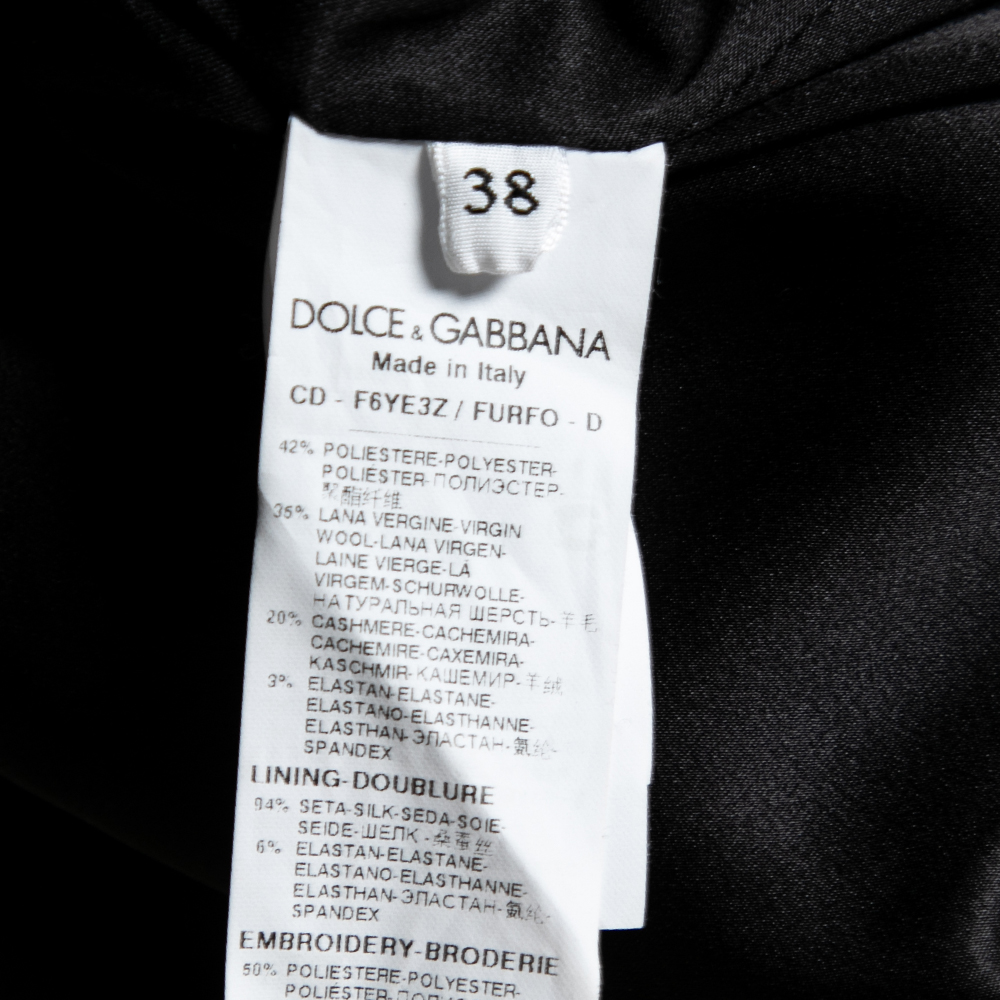 38
DOLCE & GABBANA
Made in Italy
CD - F6YE3Z / FURFO - D
42% POLIESTERE-POLYESTER-
POLIÉSTER-ПОЛИЭСТЕР-
聚酯纤维
35% LANA VERGINE-VIRGIN
WOOL-LANA VIRGEN-
LAINE VIERGE-LÃ
VIRGEM-SCHURWOLLE-
НАТУРАЛЬНАЯ ШЕРСТЬ-羊毛
20% CASHMERE-CACHEMIRA-
CACHEMIRE-CAXEMIRA-
KASCHMIR-КАШЕМИР-羊绒
3% ELASTAN-ELASTANE-
ELASTANO-ELASTHANNE-
ELASTHAN-ЭЛАСТАН-氨纶-
SPANDEX
LINING-DOUBLURE
94% SETA-SILK-SEDA-SOIE-
SEIDE-ШЕЛК-桑蚕丝
6% ELASTAN-ELASTANE-
ELASTANO-ELASTHANNE-
ELASTHAN-ЭЛАСТАН-氨纶-
SPANDEX
EMBROIDERY-BRODERIE
50% POLIESTERE-POLYESTER-